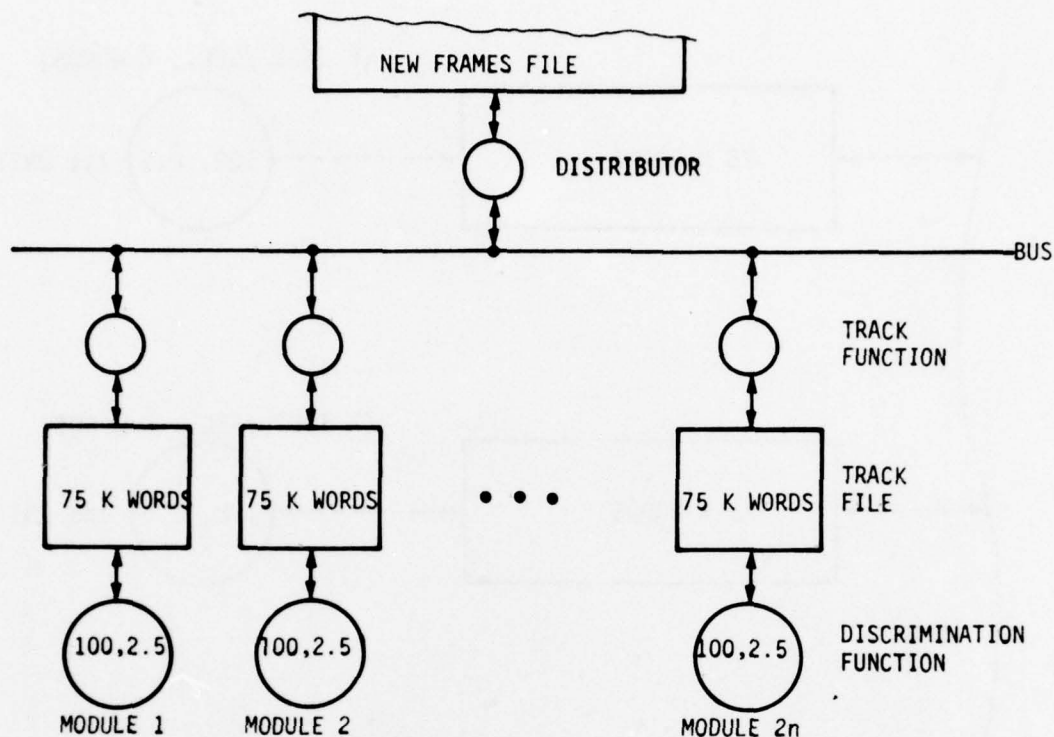 NEW FRAMES FILE
DISTRIBUTOR
BUS
TRACK
FUNCTION
75 K WORDS
75 K WORDS
75 K WORDS
TRACK
FILE
100,2.5
100,2.5
100,2.5
DISCRIMINATION
FUNCTION
MODULE 1
MODULE 2
MODULE 2n